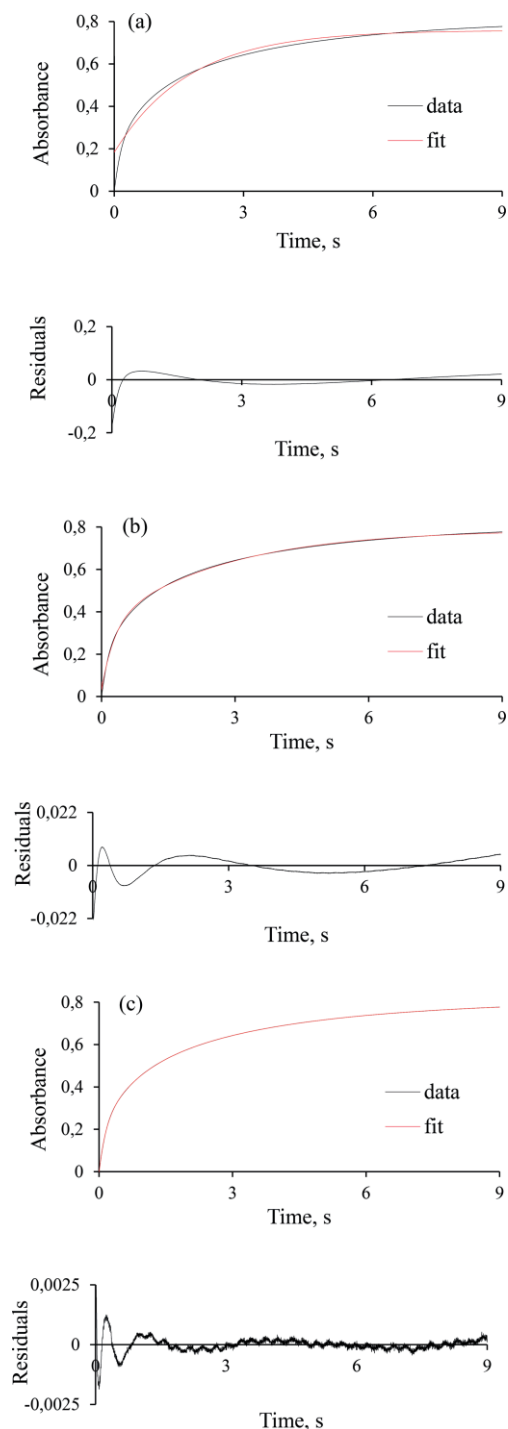 (a)
0,8
0,6
0,4
0,2
0
Absorbance
data
fit
0 3 6 9
Time, s
0,2
0
-0,2
Residuals
0 3 6 9
Time, s
(b)
0,8
0,6
0,4
0,2
0
Absorbance
data
fit
0 3 6 9
Time, s
0,022
0
-0,022
Residuals
0 3 6 9
Time, s
(c)
0,8
0,6
0,4
0,2
0
Absorbance
data
fit
0 3 6 9
Time, s
0,0025
0
-0,0025
Residuals
0 3 6 9
Time, s